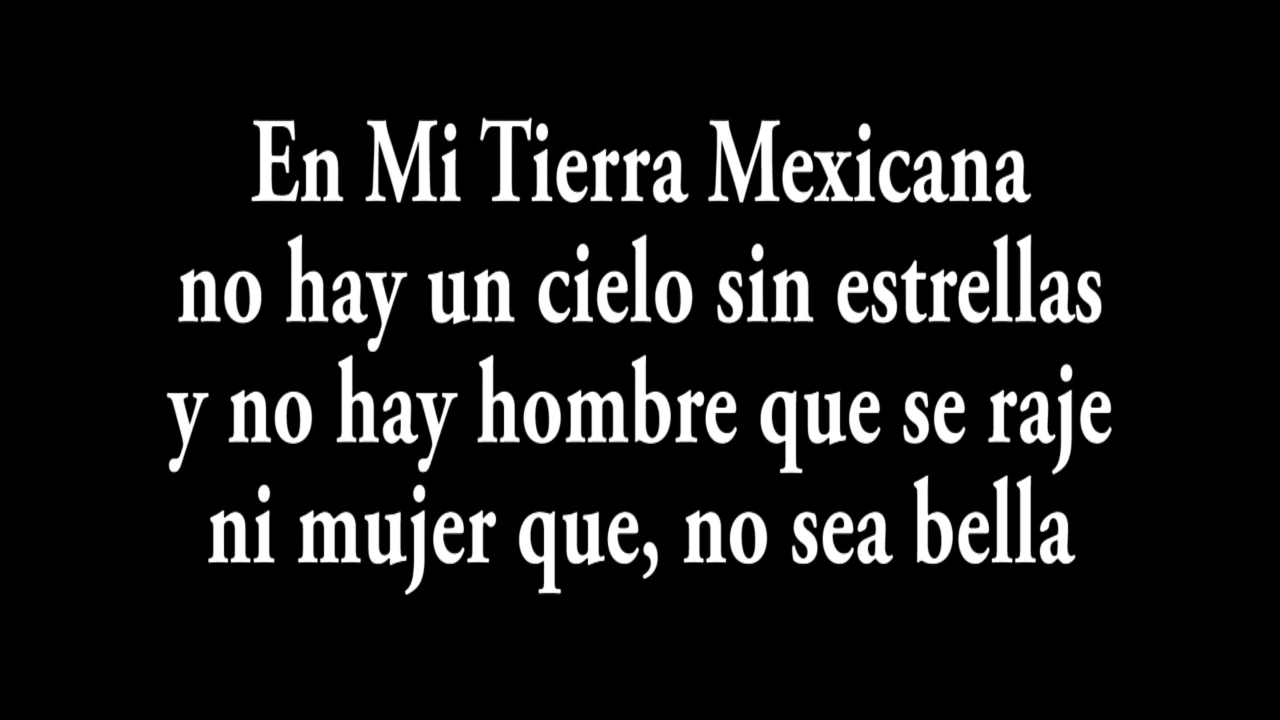 En Mi Tierra Mexicana
no hay un cielo sin estrellas
y no hay hombre que se raje
ni mujer que, no sea bella